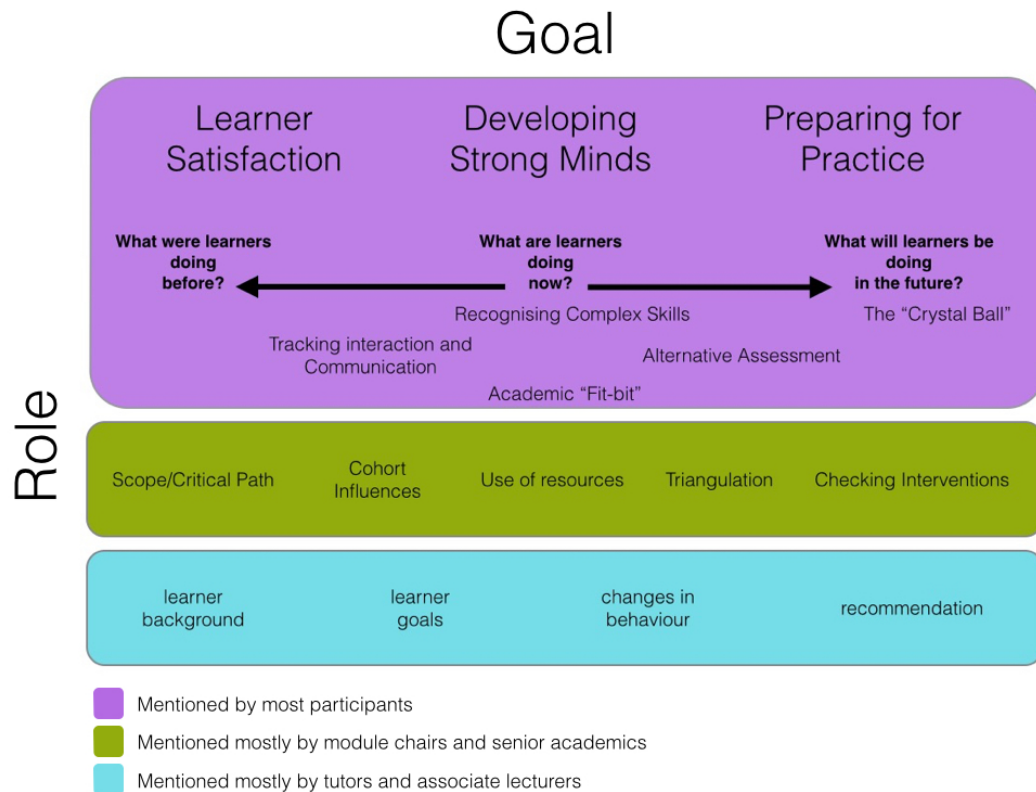 Goal
Learner
Satisfaction
Developing
Strong Minds
Preparing for
Practice
What were learners
doing
before?
What are learners
doing
now?
What will learners be
doing
in the future?
Recognising Complex Skills
The “Crystal Ball”
Tracking interaction and
Communication
Alternative Assessment
Academic “Fit-bit”
Role
Scope/Critical Path
Cohort
Influences
Use of resources
Triangulation
Checking Interventions
learner
background
learner
goals
changes in
behaviour
recommendation
Mentioned by most participants
Mentioned mostly by module chairs and senior academics
Mentioned mostly by tutors and associate lecturers